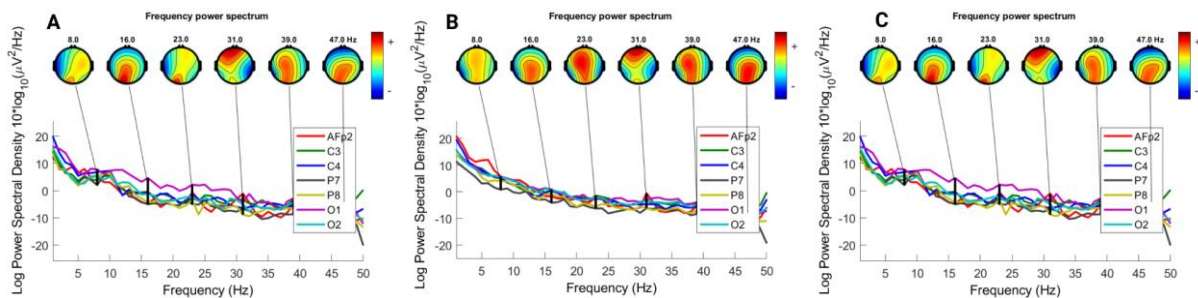 A
Frequency power spectrum
8.0 16.0 23.0 31.0 39.0 47.0 Hz
+
-
Log Power Spectral Density 10*log10(μV2/Hz)
20
10
0
-10
-20
AFp2
C3
C4
P7
P8
O1
O2
5 10 15 20 25 30 35 40 45 50
Frequency (Hz)
B
Frequency power spectrum
8.0 16.0 23.0 31.0 39.0 47.0 Hz
+
-
Log Power Spectral Density 10*log10(μV2/Hz)
20
10
0
-10
-20
AFp2
C3
C4
P7
P8
O1
O2
5 10 15 20 25 30 35 40 45 50
Frequency (Hz)
C
Frequency power spectrum
8.0 16.0 23.0 31.0 39.0 47.0 Hz
+
-
Log Power Spectral Density 10*log10(μV2/Hz)
20
10
0
-10
-20
AFp2
C3
C4
P7
P8
O1
O2
5 10 15 20 25 30 35 40 45 50
Frequency (Hz)